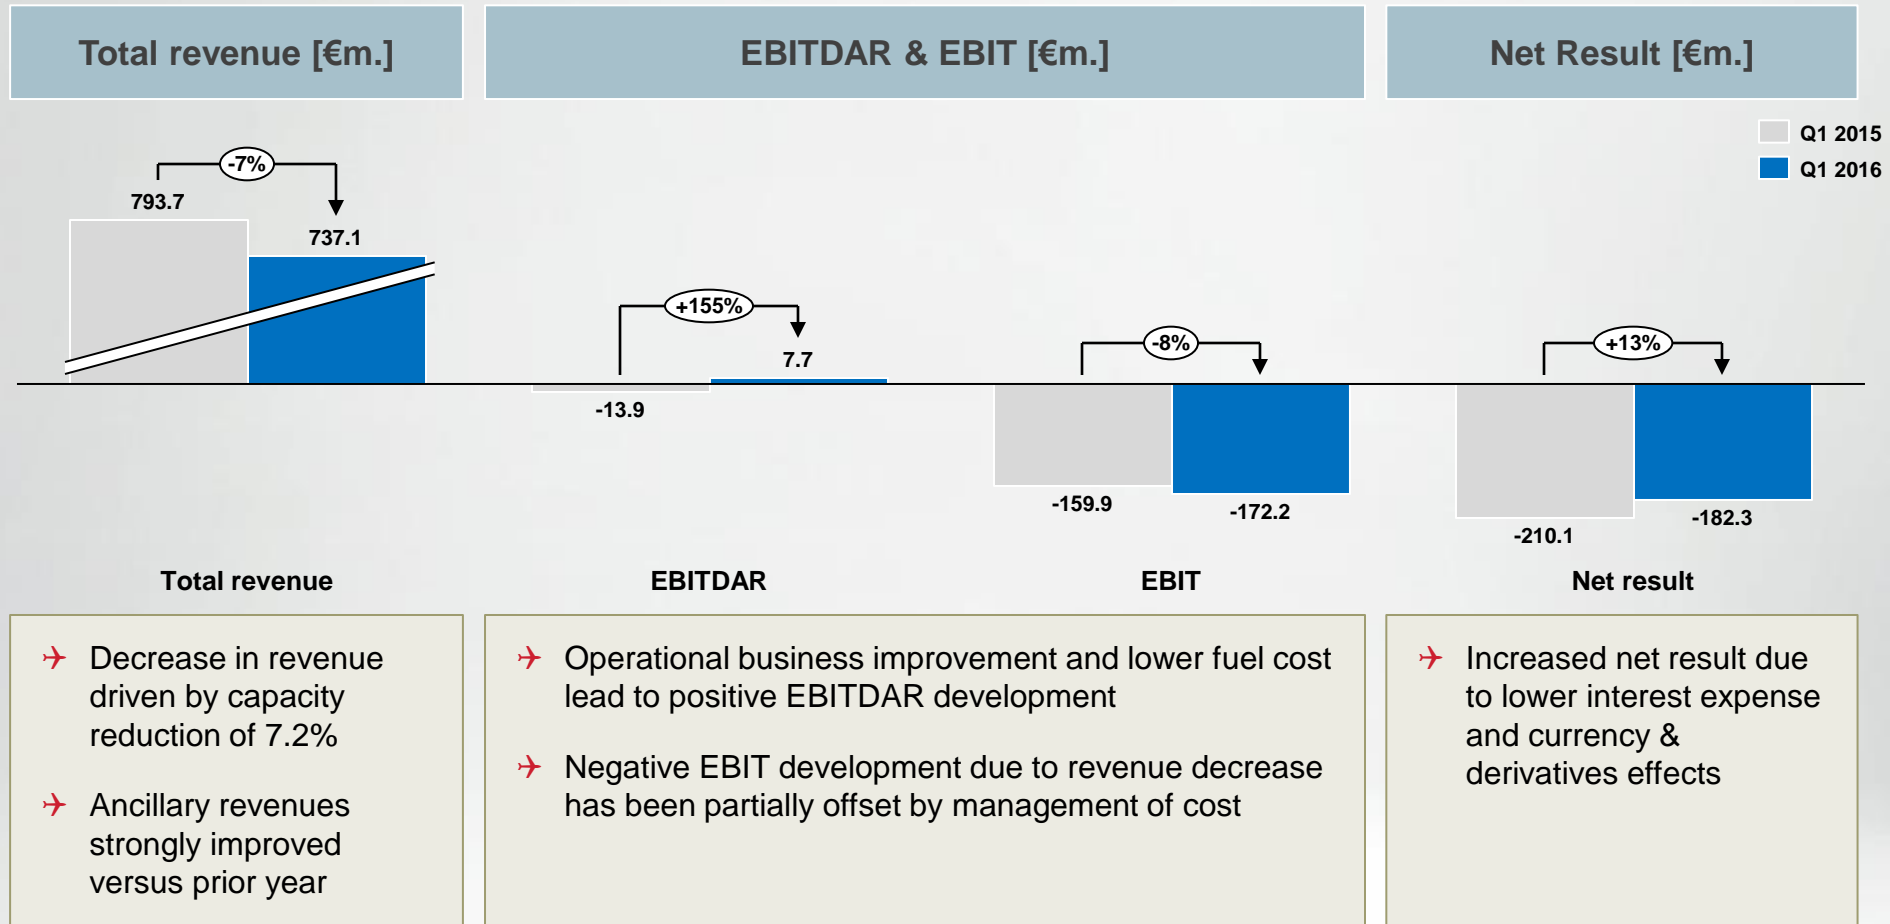 Total revenue [€m.]
EBITDAR & EBIT [€m.]
Net Result [€m.]
Q1 2015
Q1 2016
-7%
793.7
737.1
+155%
7.7
-13.9
-8%
-159.9
-172.2
+13%
-182.3
-210.1
Total revenue
EBITDAR
EBIT
Net result
Decrease in revenue
driven by capacity
reduction of 7.2%
Ancillary revenues
strongly improved
versus prior year
Operational business improvement and lower fuel cost
lead to positive EBITDAR development
Negative EBIT development due to revenue decrease
has been partially offset by management of cost
Increased net result due
to lower interest expense
and currency &
derivatives effects